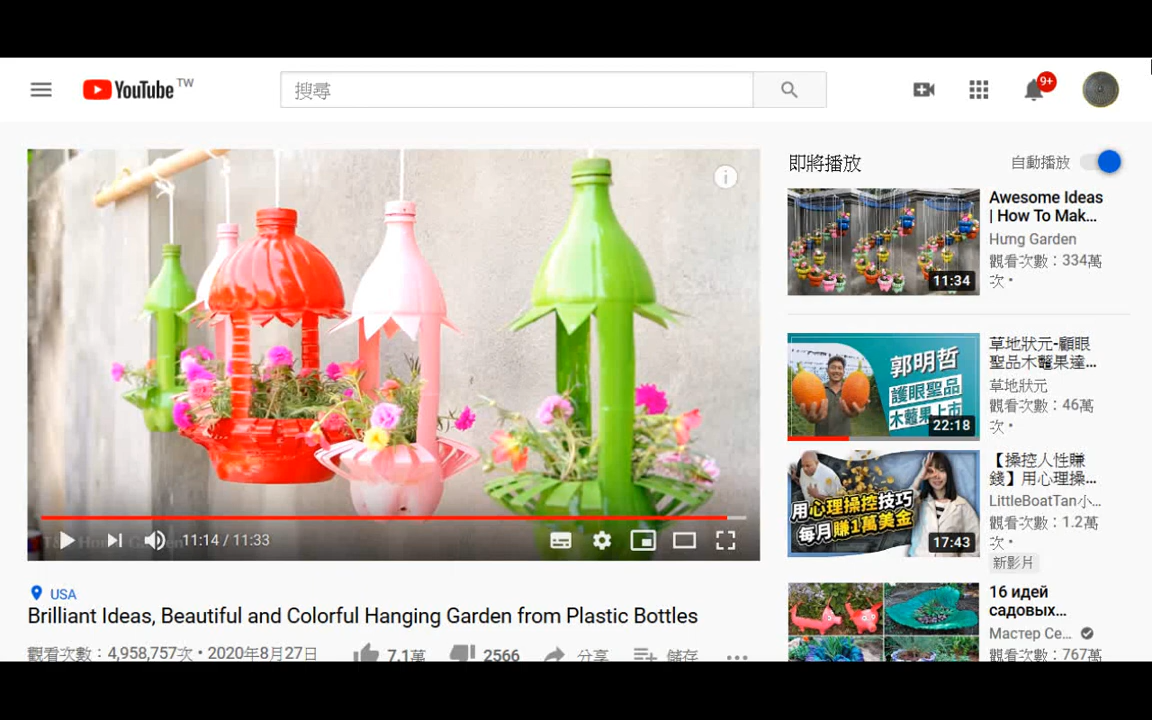 YouTube TW
搜尋
9+
11:14 / 11:33
USA
Brilliant Ideas, Beautiful and Colorful Hanging Garden from Plastic Bottles
觀看次數：4,958,757次 • 2020年8月27日
7.1萬
2566
分享
儲存
即將播放
自動播放
11:34
Awesome Ideas
| How To Mak...
Hưng Garden
觀看次數：334萬
次 •
郭明哲
護眼聖品
木虌果上市
22:18
草地狀元-顧眼
聖品木虌果達...
草地狀元
觀看次數：46萬
次 •
用心理操控技巧
每月賺1萬美金
17:43
【操控人性賺
錢】用心理操...
LittleBoatTan小...
觀看次數：1.2萬
次 •
新影片
16 идей
садовых...
Мастер Се...
觀看次數：767萬